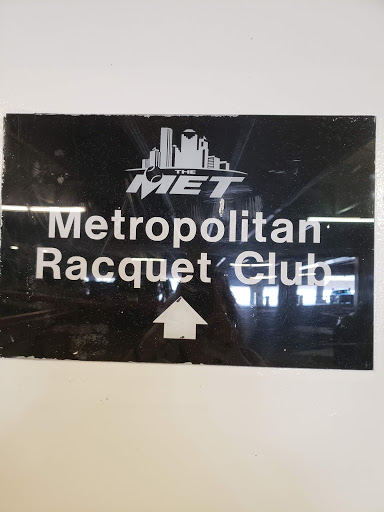 THE
MET
Metropolitan
Racquet Club